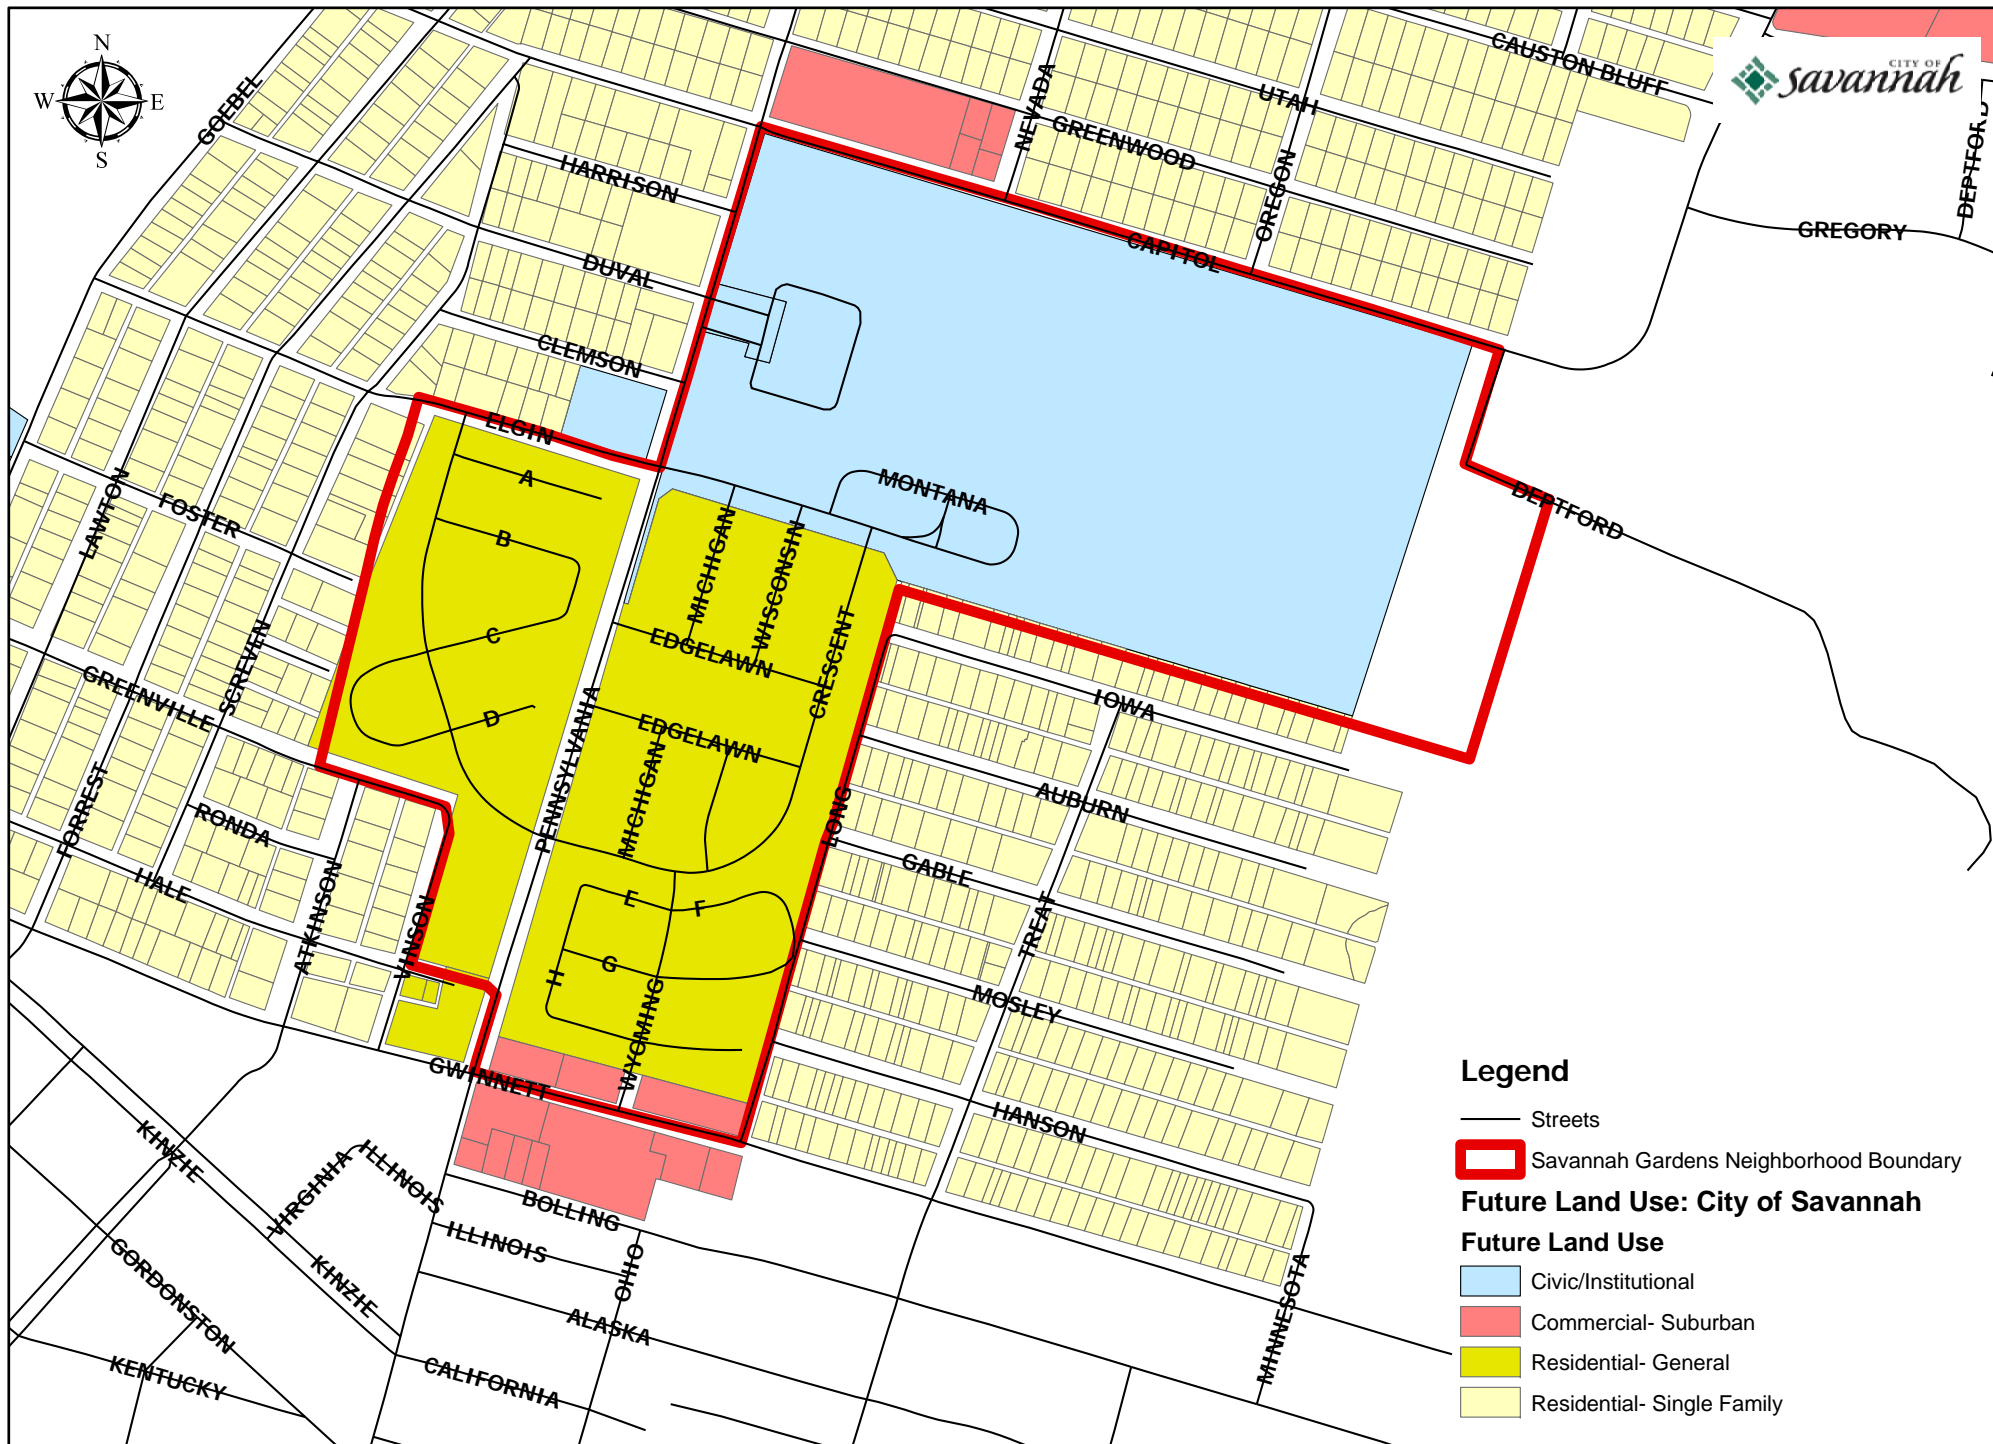 N
W
E
S
CITY OF
savannah
GOEBEL
CAUSTON BLUFF
UTAH
NEVADA
GREENWOOD
HARRISON
OREGON
DEPTFORD
GREGORY
CAPITOL
DUVAL
CLEMSON
ELGIN
A
MONTANA
DEPTFORD
LAWTON
FOSTER
B
MICHIGAN
WISCONSIN
C
EDGELAWN
CRESCENT
SCREVEN
GREENVILLE
D
PENNSYLVANIA
EDGELAWN
IOWA
MICHIGAN
LONG
AUBURN
FORREST
RONDA
GABLE
HALE
ATKINSON
VINSON
E
F
TREAT
G
H
WYOMING
MOSLEY
GWINNETT
HANSON
KINZIE
VIRGINIA
ILLINOIS
BOLLING
ILLINOIS
OHIO
GORDONSTON
KINZIE
ALASKA
MINNESOTA
KENTUCKY
CALIFORNIA
Legend
Streets
Savannah Gardens Neighborhood Boundary
Future Land Use: City of Savannah
Future Land Use
Civic/Institutional
Commercial- Suburban
Residential- General
Residential- Single Family